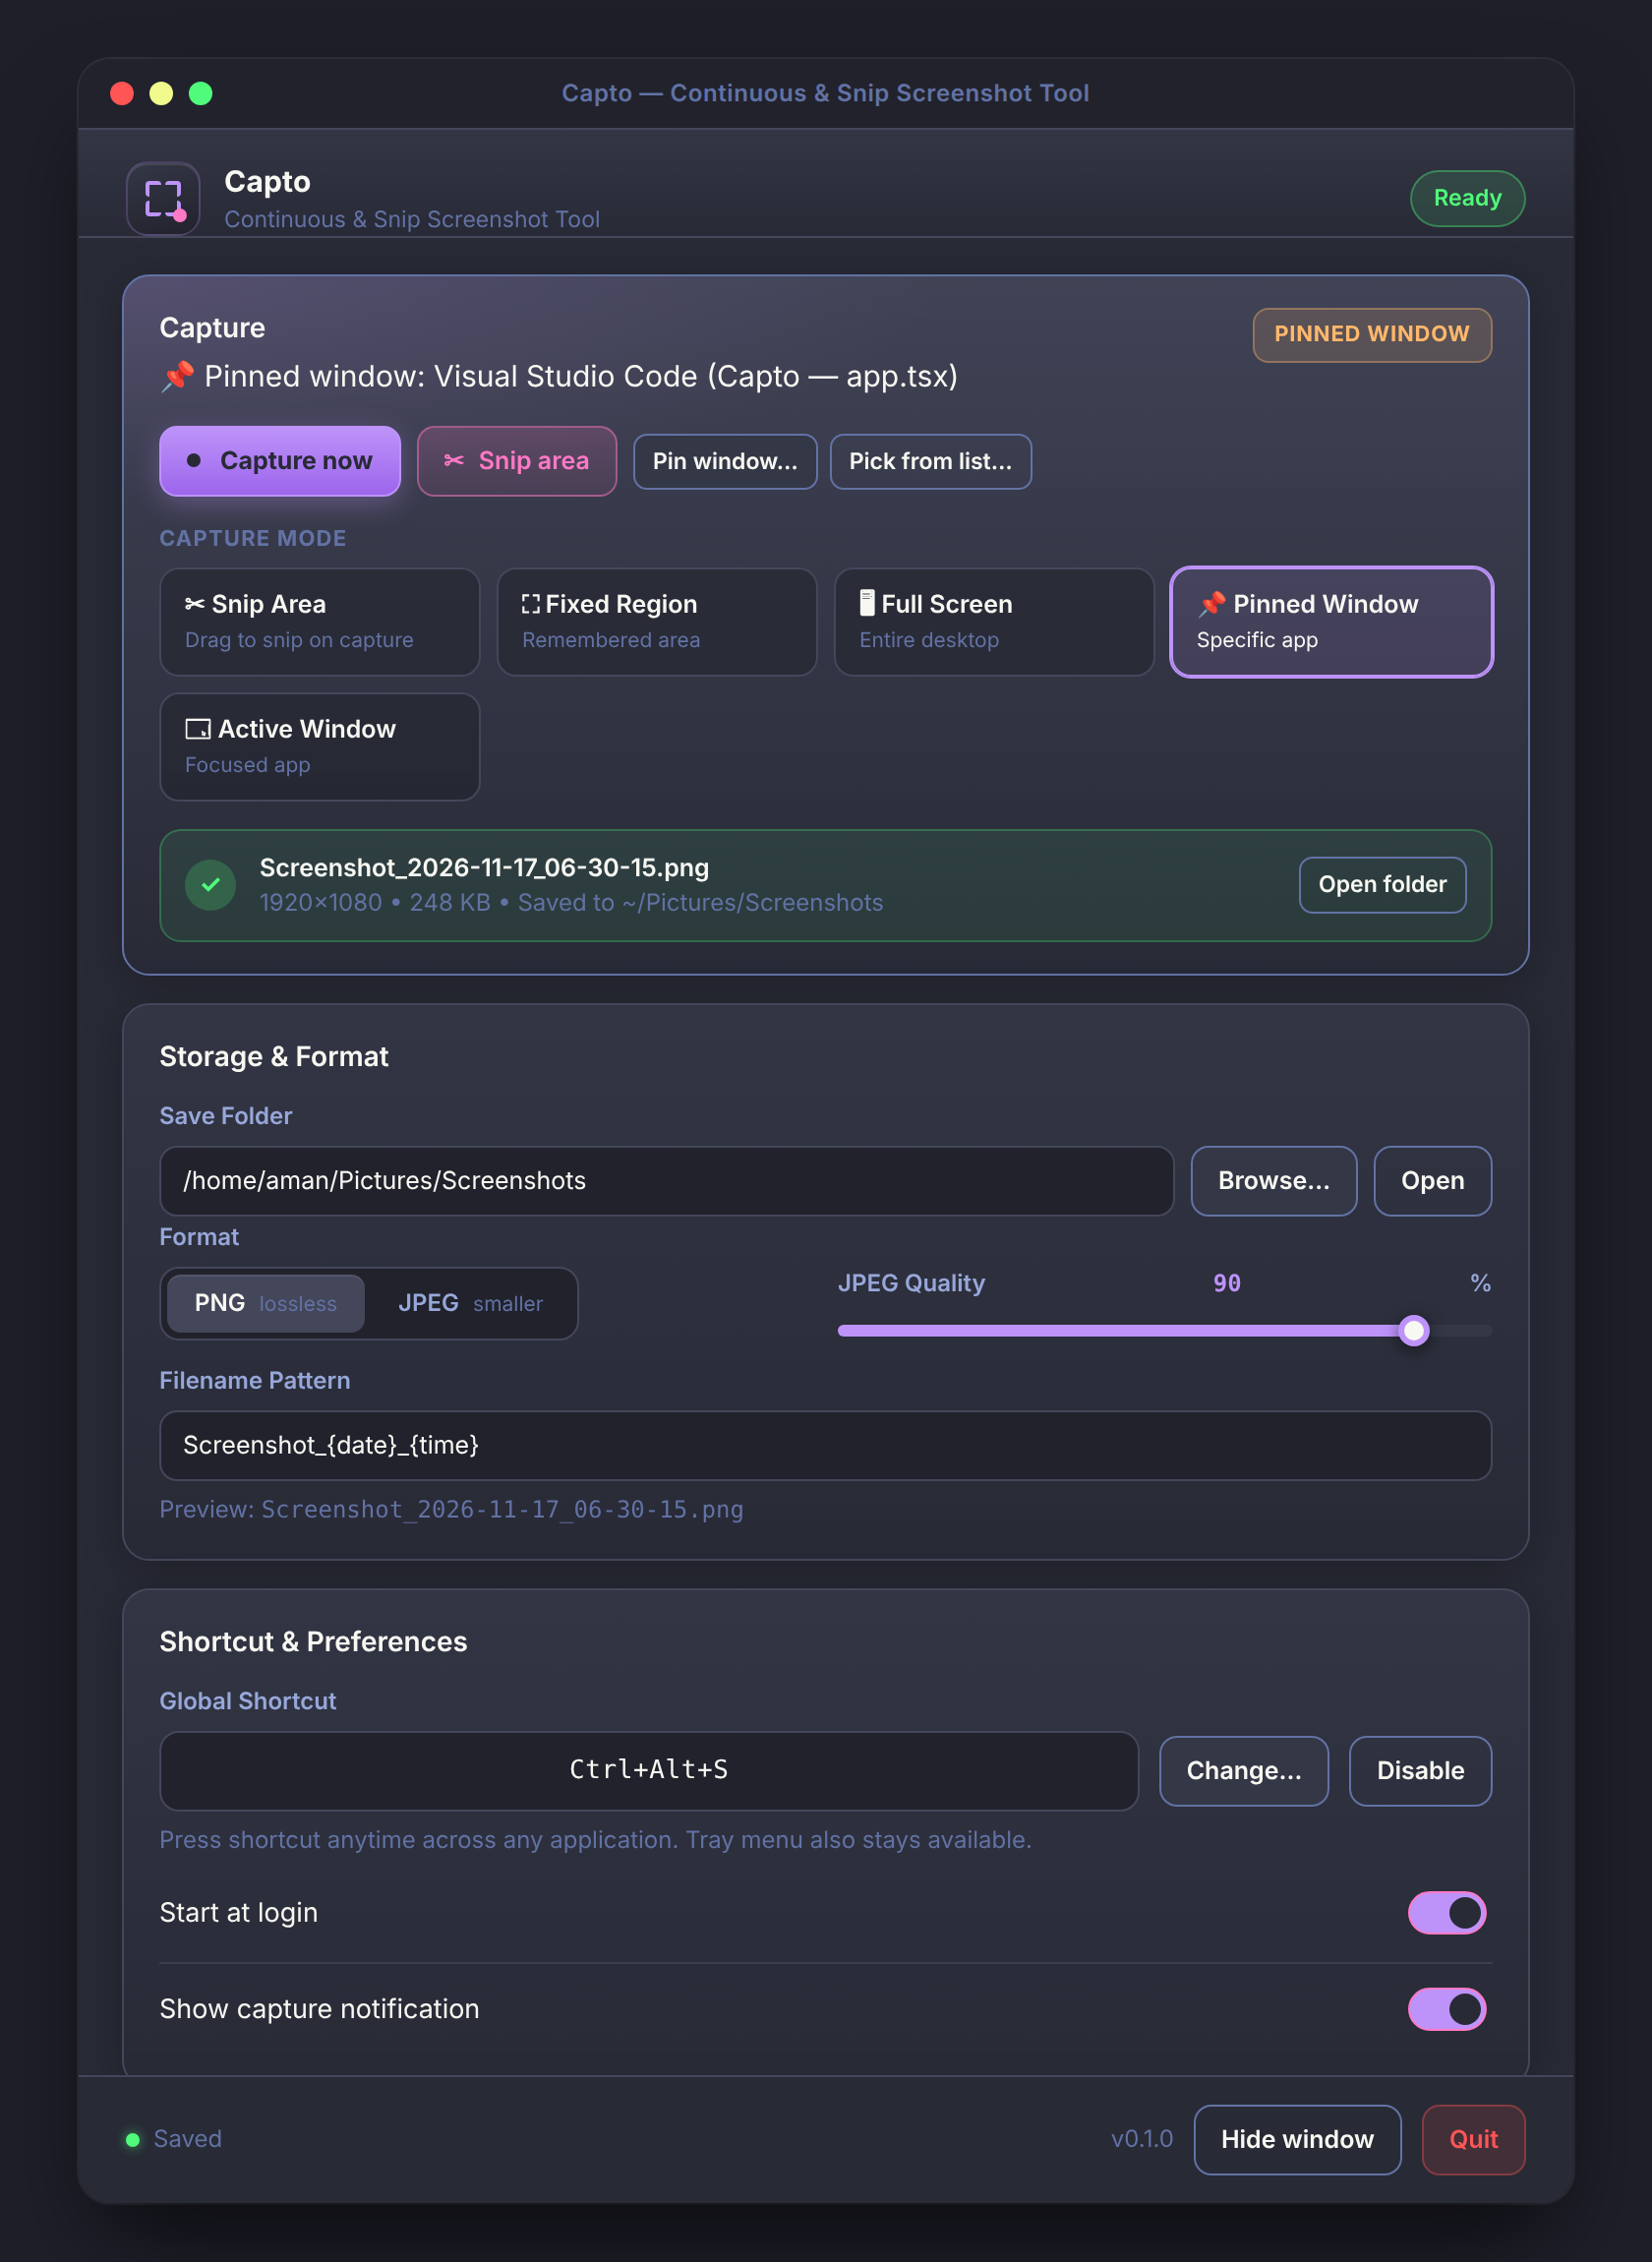 Capto — Continuous & Snip Screenshot Tool
Capto
Continuous & Snip Screenshot Tool
Ready
Capture
PINNED WINDOW
📌 Pinned window: Visual Studio Code (Capto — app.tsx)
● Capture now
✂ Snip area
Pin window...
Pick from list...
CAPTURE MODE
✂ Snip Area
Drag to snip on capture
⛶ Fixed Region
Remembered area
🖥 Full Screen
Entire desktop
📌 Pinned Window
Specific app
Active Window
Focused app
✓
Screenshot_2026-11-17_06-30-15.png
1920×1080 • 248 KB • Saved to ~/Pictures/Screenshots
Open folder
Storage & Format
Save Folder
/home/aman/Pictures/Screenshots
Browse...
Open
Format
PNG lossless
JPEG smaller
JPEG Quality 90 %
Filename Pattern
Screenshot_{date}_{time}
Preview: Screenshot_2026-11-17_06-30-15.png
Shortcut & Preferences
Global Shortcut
Ctrl+Alt+S
Change...
Disable
Press shortcut anytime across any application. Tray menu also stays available.
Start at login
Show capture notification
Saved
v0.1.0
Hide window
Quit